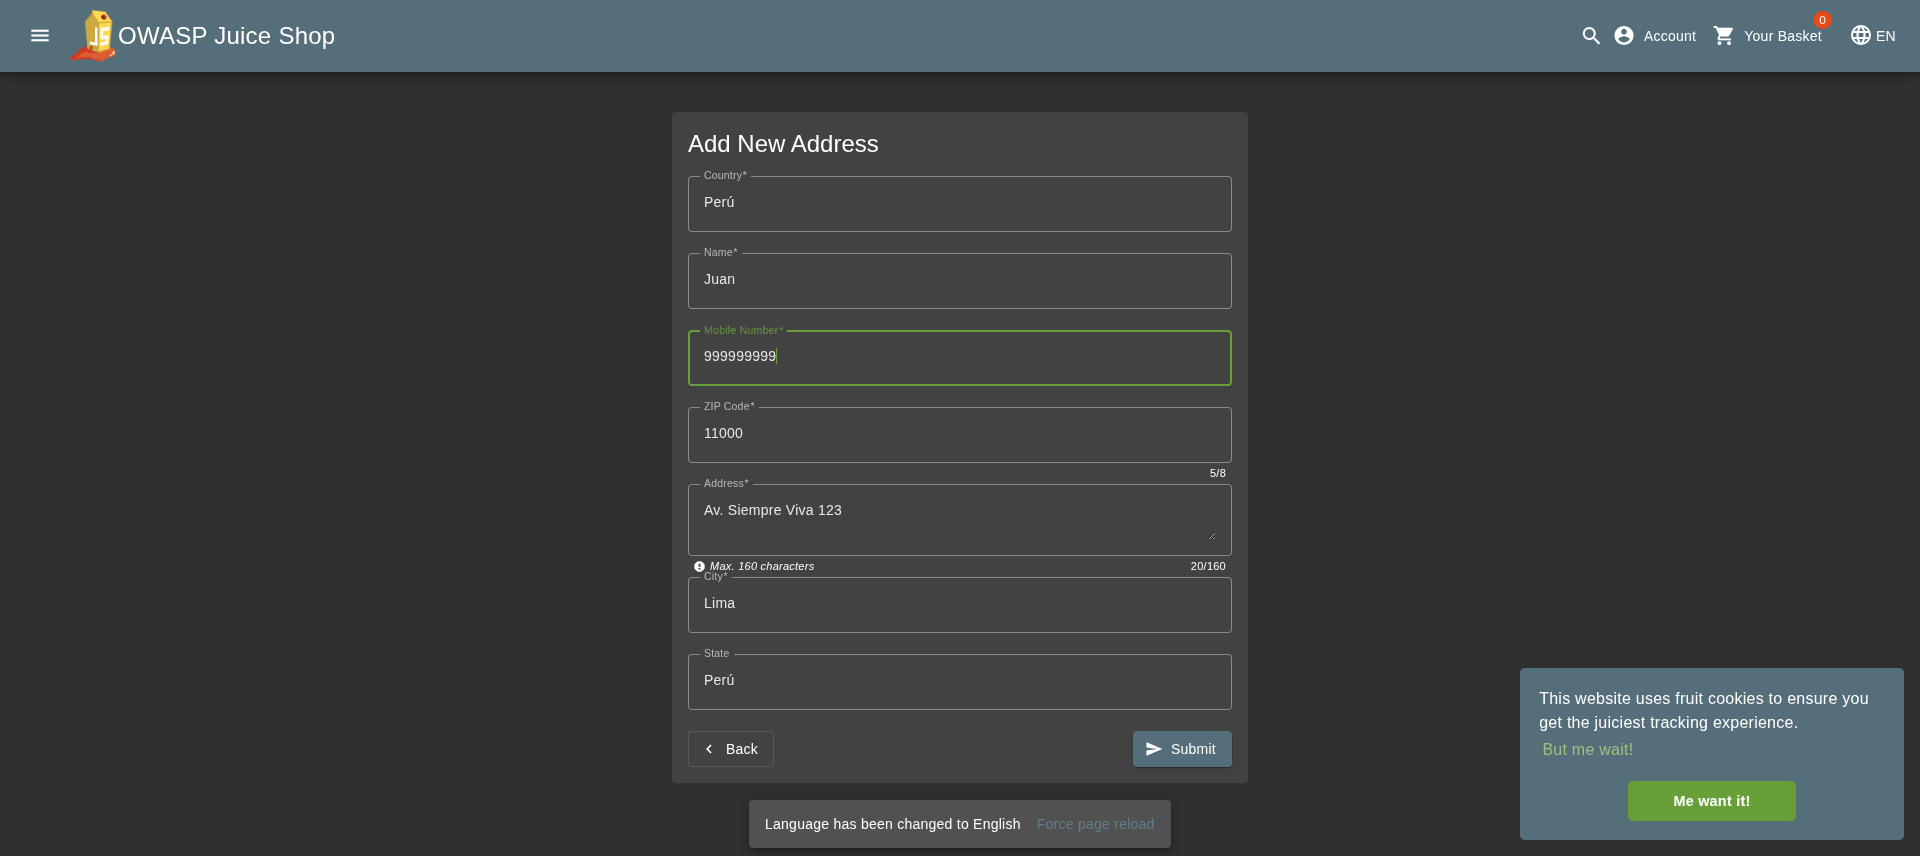 OWASP Juice Shop
Account
Your Basket
0
EN
Add New Address
Country*
Perú
Name*
Juan
Mobile Number*
999999999
ZIP Code*
11000
5/8
Address*
Av. Siempre Viva 123
Max. 160 characters
20/160
City*
Lima
State
Perú
Back
Submit
Language has been changed to English Force page reload
This website uses fruit cookies to ensure you
get the juiciest tracking experience.
But me wait!
Me want it!